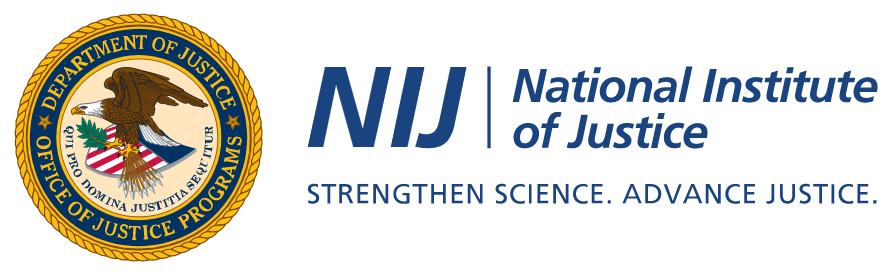 DEPARTMENT OF JUSTICE
OFFICE OF JUSTICE PROGRAMS
QUI PRO DOMINA JUSTITIA SEQUITUR
NIJ
National Institute
of Justice
STRENGTHEN SCIENCE. ADVANCE JUSTICE.